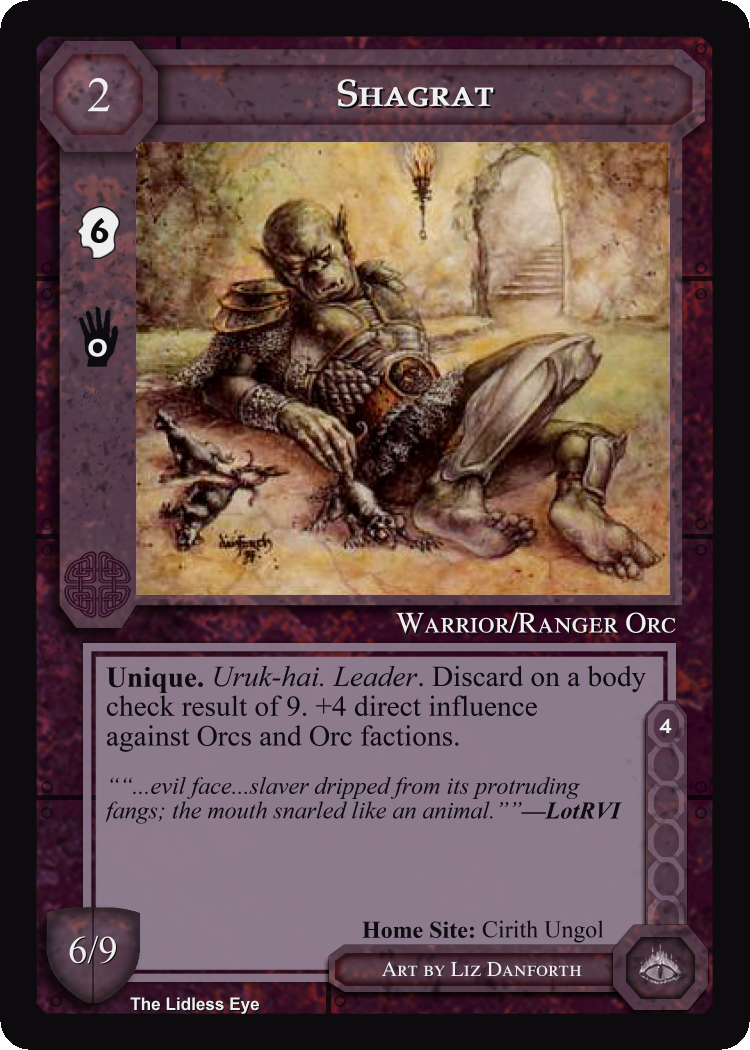 2
SHAGRAT
6
0
Danforth
WARRIOR/RANGER ORC
Unique. Uruk-hai. Leader. Discard on a body
check result of 9. +4 direct influence
against Orcs and Orc factions.
4
““...evil face...slaver dripped from its protruding
fangs; the mouth snarled like an animal.””—LotRVI
Home Site: Cirith Ungol
6/9
ART BY LIZ DANFORTH
The Lidless Eye